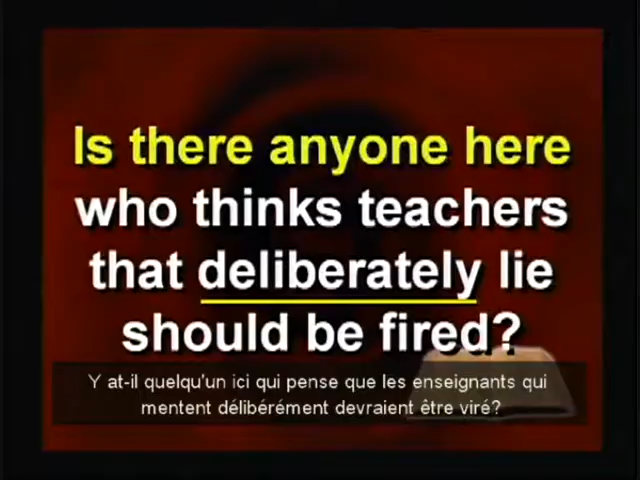 Is there anyone here
who thinks teachers
that deliberately lie
should be fired?
Y at-il quelqu'un ici qui pense que les enseignants qui
mentent délibérément devraient être viré?